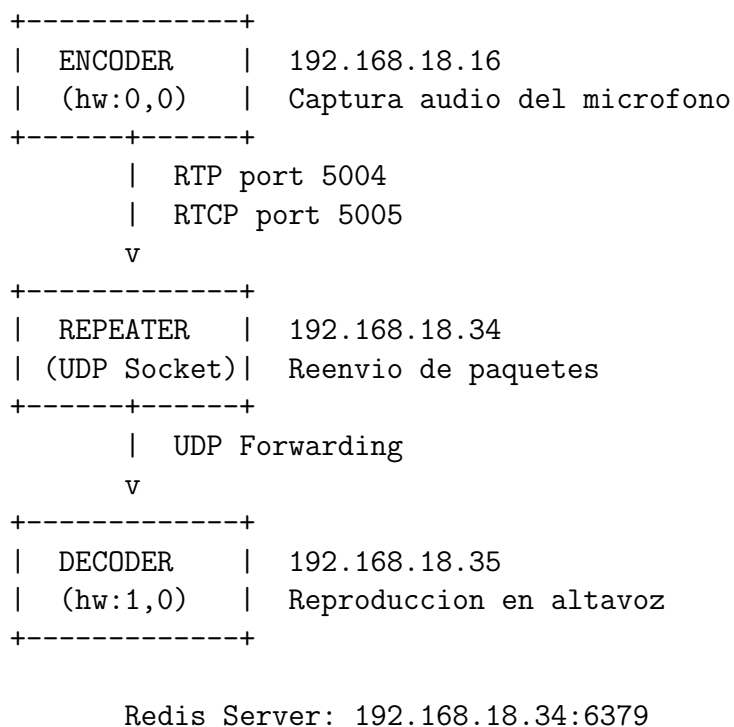 +-------------+
|  ENCODER    |  192.168.18.16
|  (hw:0,0)   |  Captura audio del microfono
+------+------+
       |  RTP port 5004
       |  RTCP port 5005
       v
+-------------+
|  REPEATER   |  192.168.18.34
| (UDP Socket)|  Reenvio de paquetes
+------+------+
       |  UDP Forwarding
       v
+-------------+
|  DECODER    |  192.168.18.35
|  (hw:1,0)   |  Reproduccion en altavoz
+-------------+
Redis Server: 192.168.18.34:6379